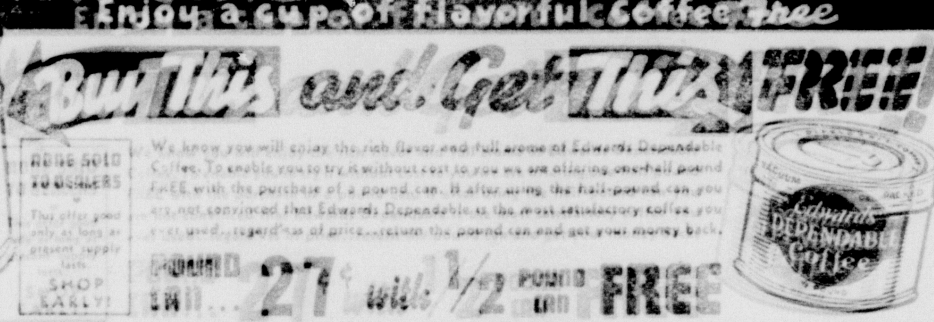 Enjoy a cup of flavorful Coffee Free
Buy This and Get This FREE!
NONE SOLD
TO DEALERS
This offer good
only as long as
present supply
lasts.
SHOP
EARLY!
We know you will enjoy the rich flavor and full aroma of Edwards Dependable
Coffee. To enable you to try it without cost to you we are offering one-half pound
FREE with the purchase of a pound can. If after using the half-pound can you
are not convinced that Edwards Dependable is the most satisfactory coffee you
ever used...regardless of price...return the pound can and get your money back.
POUND
CAN... 27¢ with 1/2 POUND
CAN FREE
VACUUM
Edwards
DEPENDABLE
Coffee